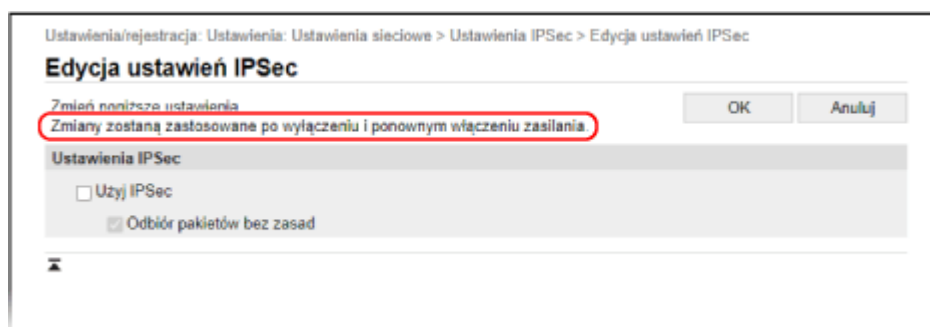 Ustawienia/rejestracja: Ustawienia: Ustawienia sieciowe > Ustawienia IPSec > Edycja ustawień IPSec
Edycja ustawień IPSec
Zmień poniższe ustawienia
OK Anuluj
Zmiany zostaną zastosowane po wyłączeniu i ponownym włączeniu zasilania.
Ustawienia IPSec
Użyj IPSec
Odbiór pakietów bez zasad